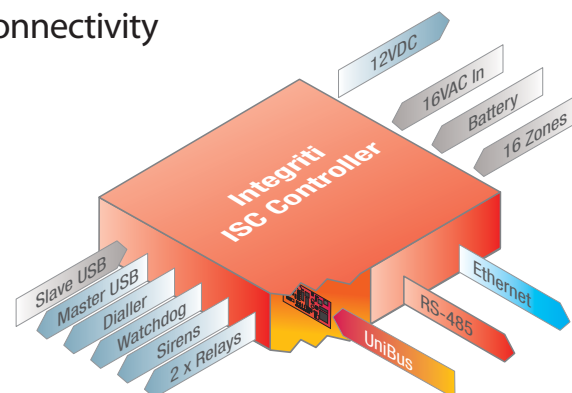 onnectivity
12VDC
16VAC In
Battery
16 Zones
Integriti
ISC Controller
Slave USB
Master USB
Dialler
Watchdog
Sirens
2 x Relays
Ethernet
RS-485
UniBus